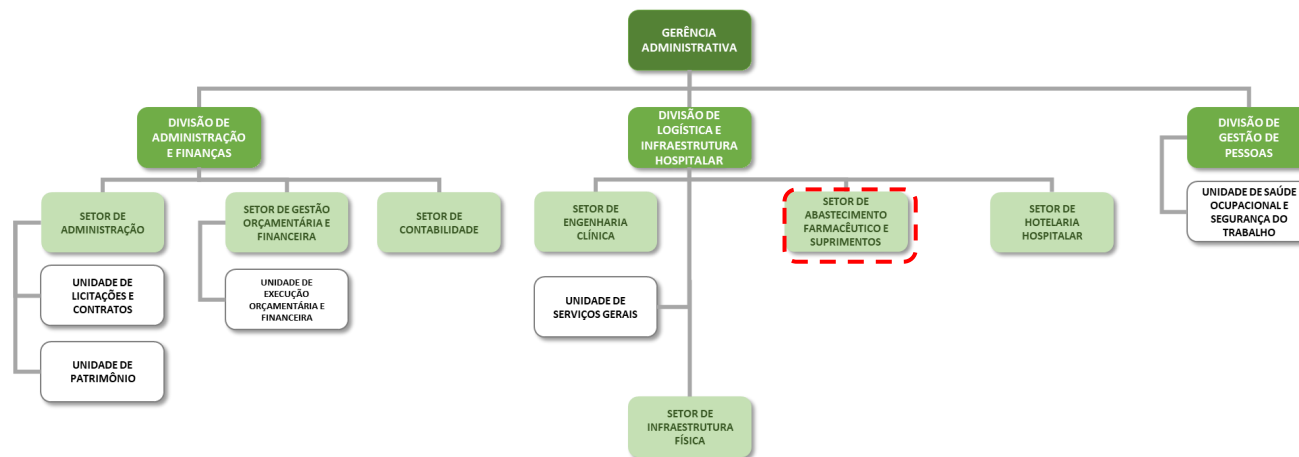 GERÊNCIA
ADMINISTRATIVA
DIVISÃO DE
ADMINISTRAÇÃO
E FINANÇAS
DIVISÃO DE
LOGÍSTICA E
INFRAESTRUTURA
HOSPITALAR
DIVISÃO DE
GESTÃO DE
PESSOAS
SETOR DE
ADMINISTRAÇÃO
SETOR DE GESTÃO
ORÇAMENTÁRIA E
FINANCEIRA
SETOR DE
CONTABILIDADE
SETOR DE
ENGENHARIA
CLÍNICA
SETOR DE
ABASTECIMENTO
FARMACÊUTICO E
SUPRIMENTOS
SETOR DE
HOTELARIA
HOSPITALAR
UNIDADE DE SAÚDE
OCUPACIONAL E
SEGURANÇA DO
TRABALHO
UNIDADE DE
LICITAÇÕES E
CONTRATOS
UNIDADE DE
EXECUÇÃO
ORÇAMENTÁRIA E
FINANCEIRA
UNIDADE DE
SERVIÇOS GERAIS
UNIDADE DE
PATRIMÔNIO
SETOR DE
INFRAESTRUTURA
FÍSICA